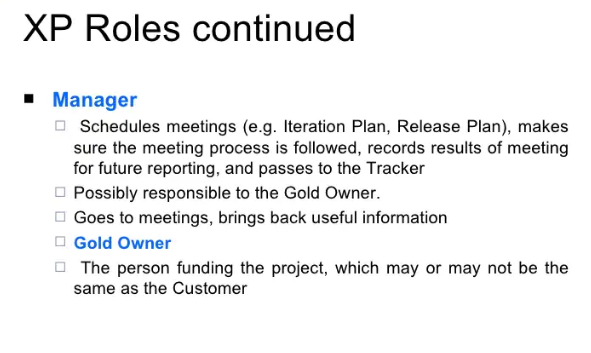 XP Roles continued
Manager
Schedules meetings (e.g. Iteration Plan, Release Plan), makes
sure the meeting process is followed, records results of meeting
for future reporting, and passes to the Tracker
Possibly responsible to the Gold Owner.
Goes to meetings, brings back useful information
Gold Owner
The person funding the project, which may or may not be the
same as the Customer